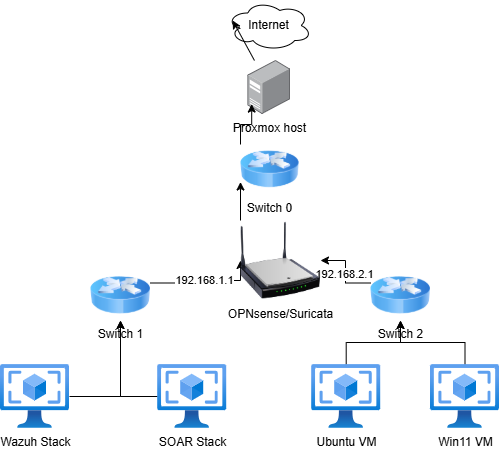 Internet
Proxmox host
Switch 0
192.168.1.1
192.168.2.1
OPNsense/Suricata
Switch 1
Switch 2
Wazuh Stack
SOAR Stack
Ubuntu VM
Win11 VM